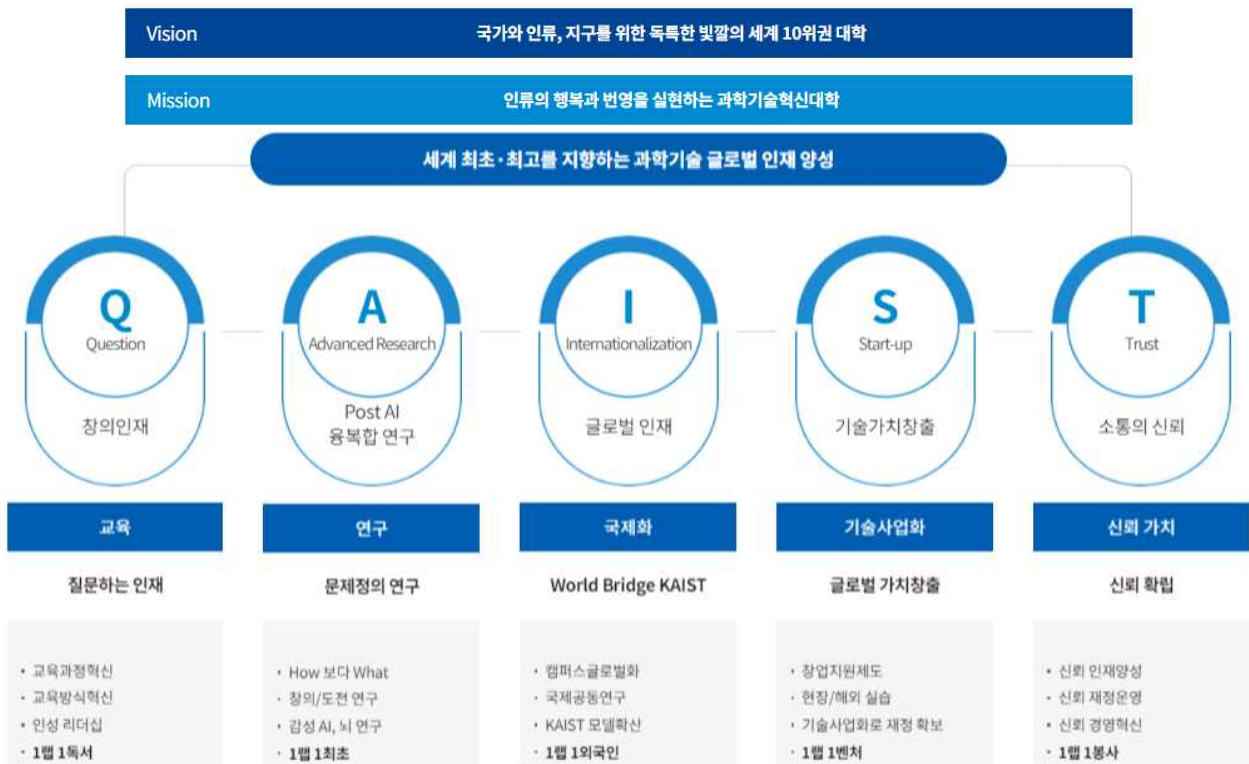 Vision
국가와 인류, 지구를 위한 독특한 빛깔의 세계 10위권 대학
Mission
인류의 행복과 번영을 실현하는 과학기술혁신대학
세계 최초·최고를 지향하는 과학기술 글로벌 인재 양성
Q
Question
창의인재
교육
질문하는 인재
• 교육과정혁신
• 교육방식혁신
• 인성 리더십
· 1랩 1독서
A
Advanced Research
Post AI
융복합 연구
연구
문제정의 연구
• How 보다 What
• 창의/도전 연구
• 감성 AI, 뇌 연구
· 1랩 1최초
I
Internationalization
글로벌 인재
국제화
World Bridge KAIST
• 캠퍼스글로벌화
• 국제공동연구
• KAIST 모델확산
· 1랩 1외국인
S
Start-up
기술가치창출
기술사업화
글로벌 가치창출
• 창업지원제도
• 현장/해외 실습
• 기술사업화로 재정 확보
· 1랩 1벤처
T
Trust
소통의 신뢰
신뢰 가치
신뢰 확립
• 신뢰 인재양성
• 신뢰 재정운영
• 신뢰 경영혁신
· 1랩 1봉사